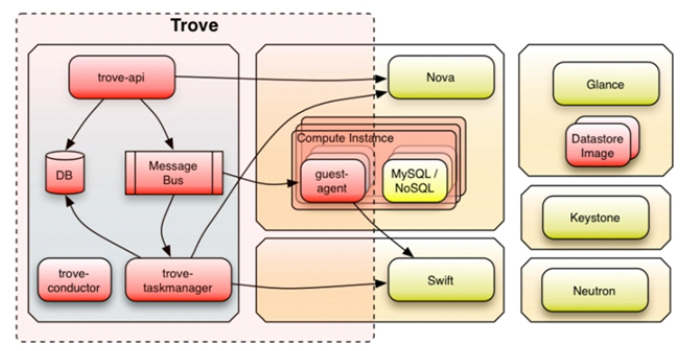 Trove
trove-api
Nova
Glance
Compute Instance
DB
Message
Bus
guest-
agent
MySQL /
NoSQL
Datastore
Image
Keystone
trove-
conductor
trove-
taskmanager
Swift
Neutron